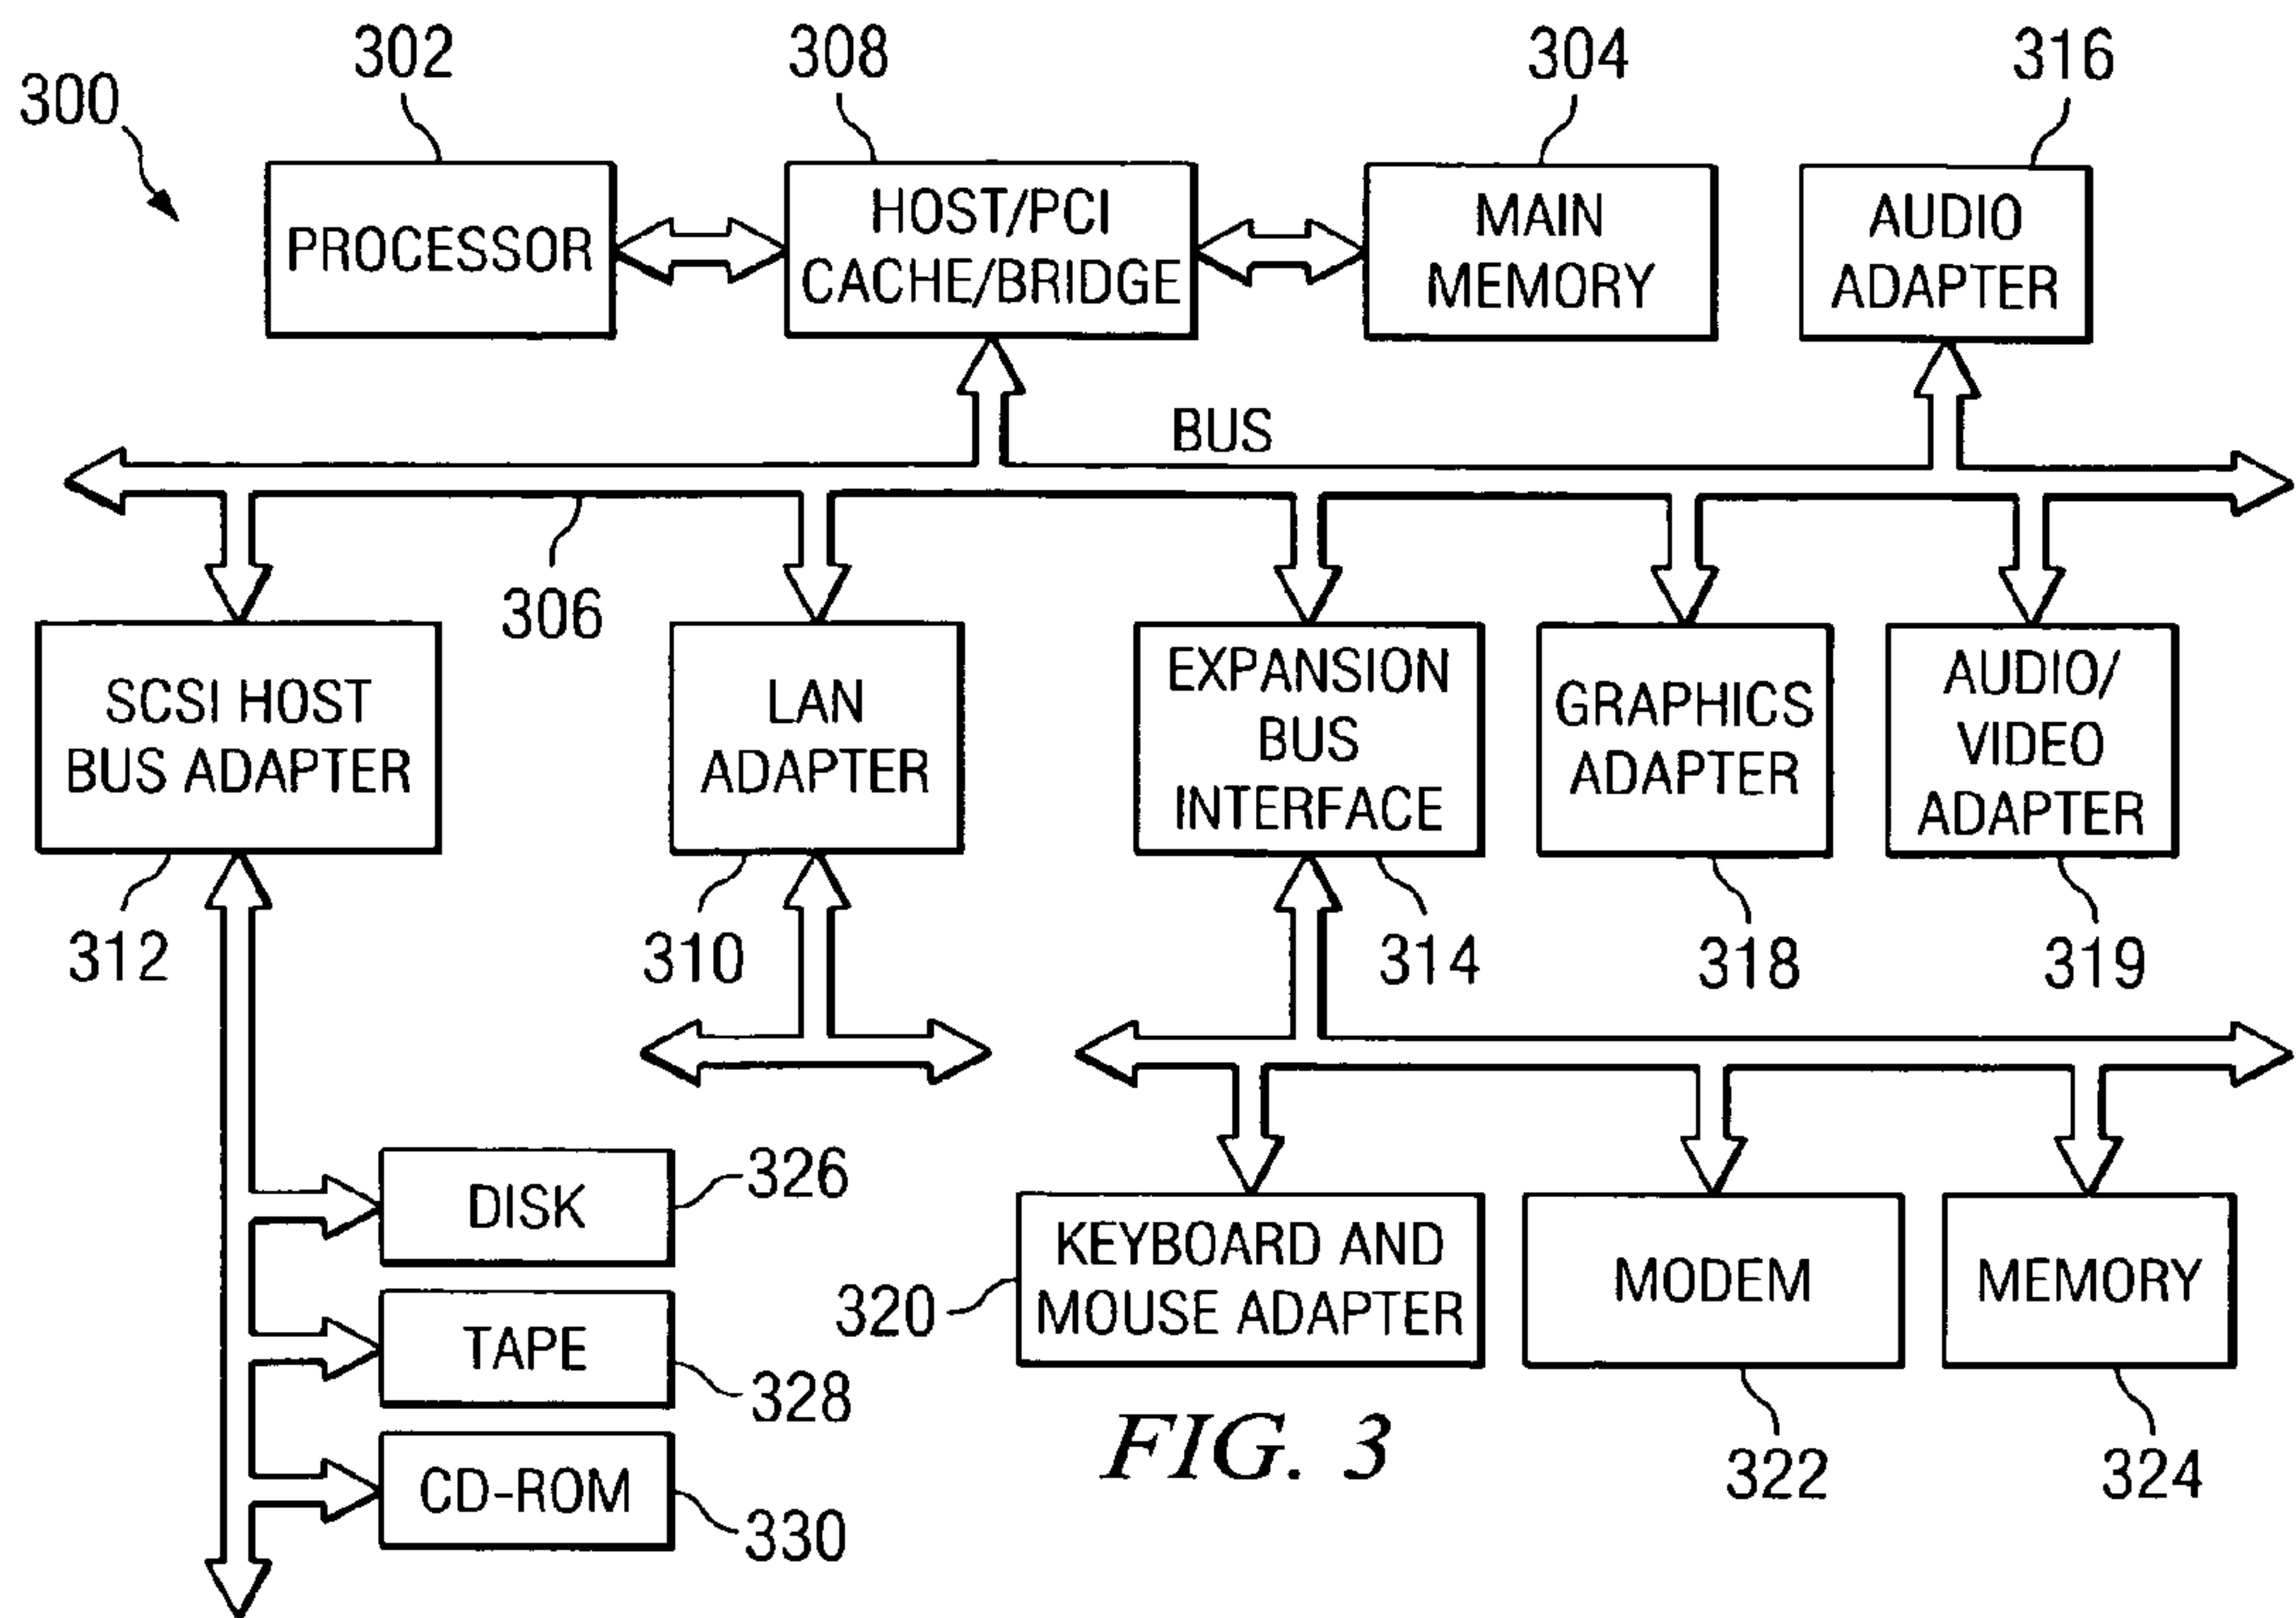 302
308
304
316
300
PROCESSOR
HOST/PCI
CACHE/BRIDGE
MAIN
MEMORY
AUDIO
ADAPTER
BUS
306
SCSI HOST
BUS ADAPTER
LAN
ADAPTER
EXPANSION
BUS
INTERFACE
GRAPHICS
ADAPTER
AUDIO/
VIDEO
ADAPTER
312
310
314
318
319
DISK
326
TAPE
328
CD-ROM
330
320
KEYBOARD AND
MOUSE ADAPTER
MODEM
MEMORY
322
324
FIG. 3